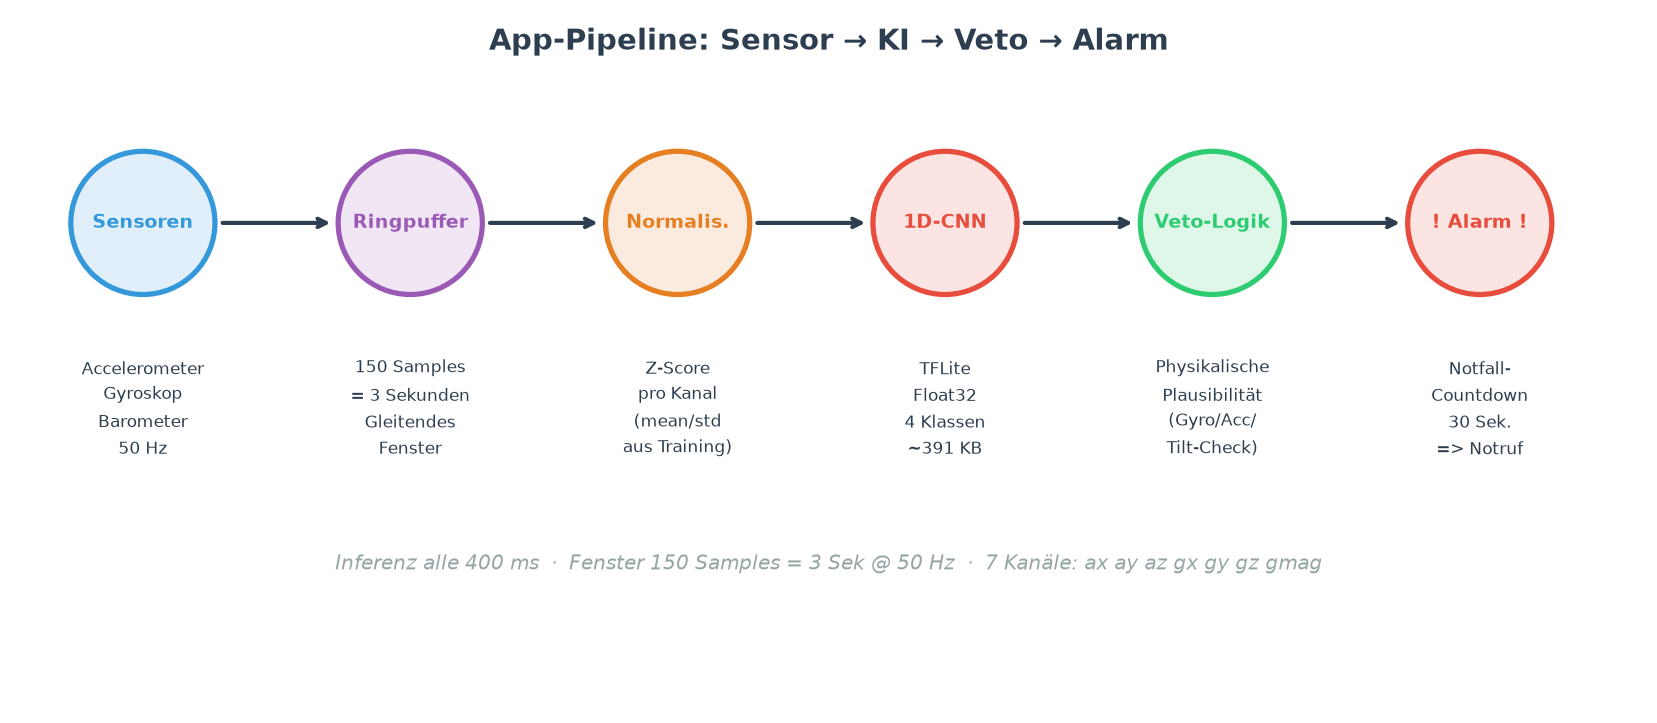 App-Pipeline: Sensor → KI → Veto → Alarm
Sensoren
Ringpuffer
Normalis.
1D-CNN
Veto-Logik
! Alarm !
Accelerometer
Gyroskop
Barometer
50 Hz
150 Samples
= 3 Sekunden
Gleitendes
Fenster
Z-Score
pro Kanal
(mean/std
aus Training)
TFLite
Float32
4 Klassen
~391 KB
Physikalische
Plausibilität
(Gyro/Acc/
Tilt-Check)
Notfall-
Countdown
30 Sek.
=> Notruf
Inferenz alle 400 ms · Fenster 150 Samples = 3 Sek @ 50 Hz · 7 Kanäle: ax ay az gx gy gz gmag